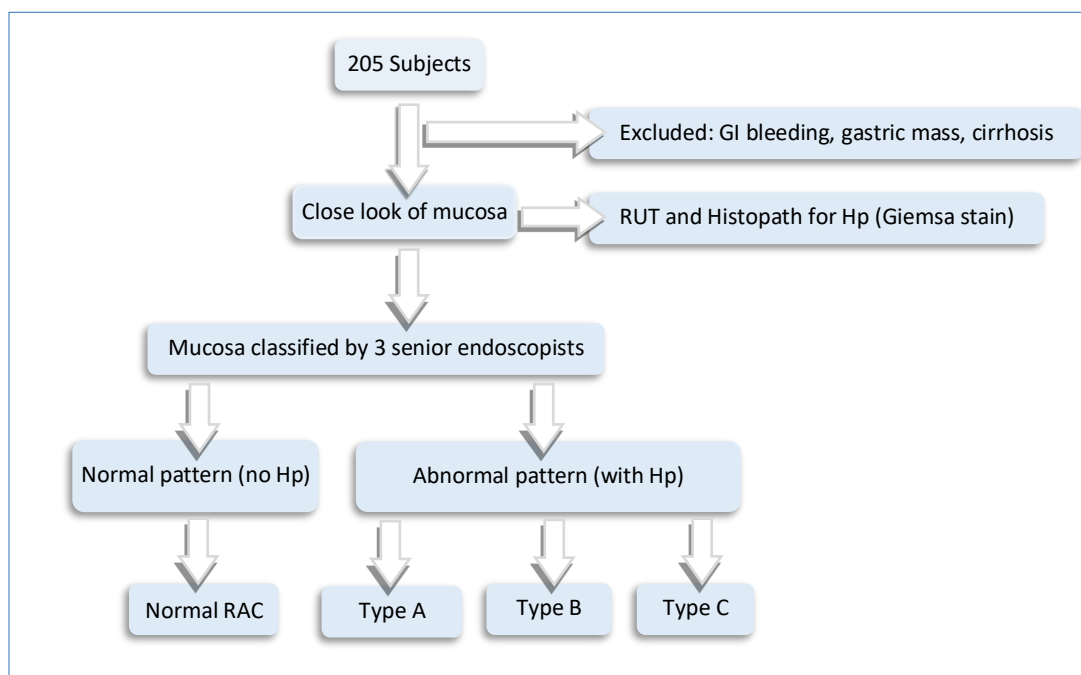 205 Subjects
Excluded: GI bleeding, gastric mass, cirrhosis
Close look of mucosa
RUT and Histopath for Hp (Giemsa stain)
Mucosa classified by 3 senior endoscopists
Normal pattern (no Hp)
Abnormal pattern (with Hp)
Normal RAC
Type A
Type B
Type C